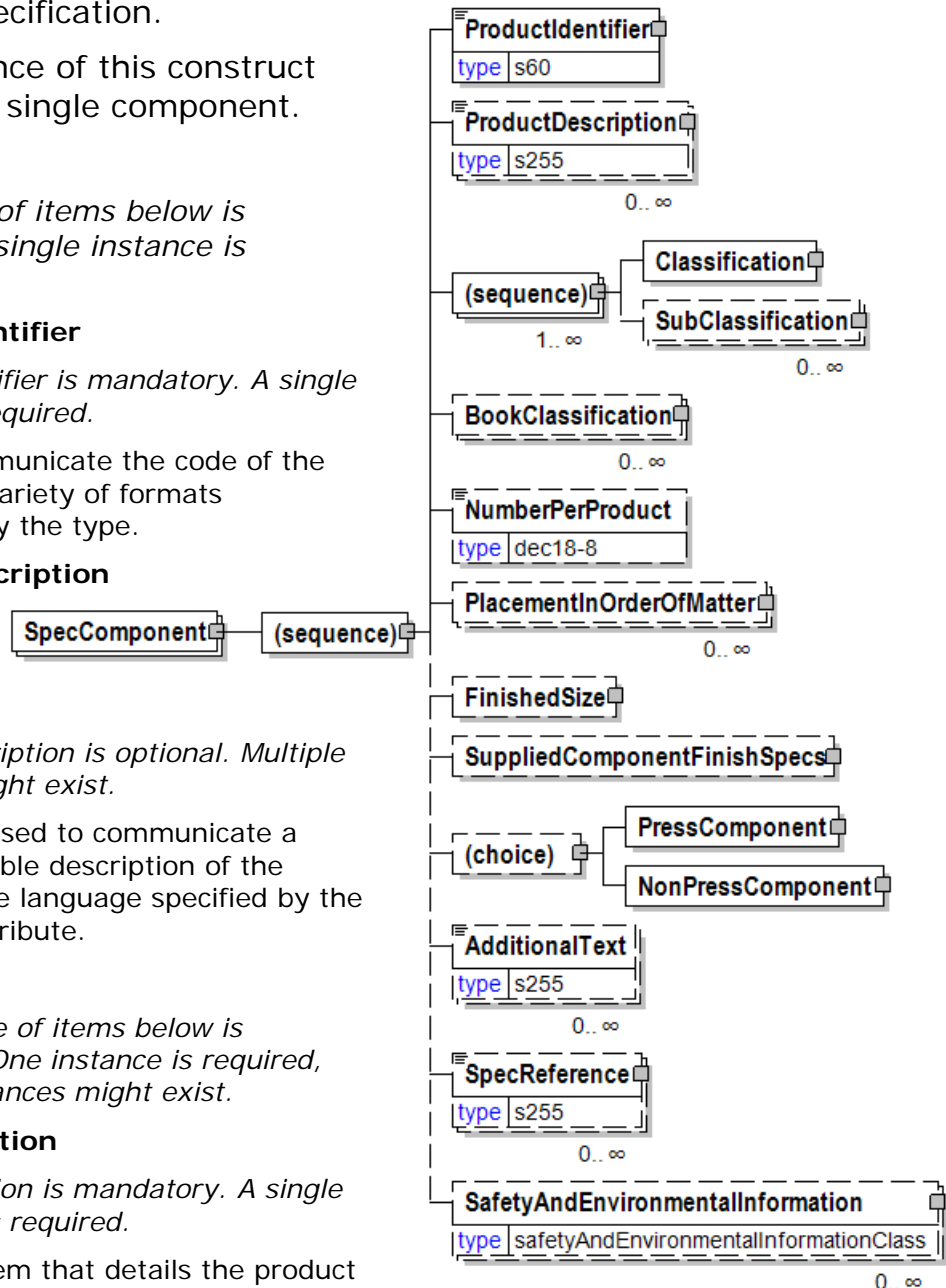 ecification.
nce of this construct
single component.
of items below is
single instance is
ntifier
ifier is mandatory. A single
equired.
municate the code of the
ariety of formats
y the type.
cription
ription is optional. Multiple
ght exist.
sed to communicate a
ble description of the
e language specified by the
ribute.
e of items below is
One instance is required,
ances might exist.
tion
ion is mandatory. A single
s required.
em that details the product
SpecComponent
(sequence)
ProductIdentifier
type s60
ProductDescription
type s255
0.. ∞
(sequence)
1.. ∞
Classification
SubClassification
0.. ∞
BookClassification
0.. ∞
NumberPerProduct
type dec18-8
PlacementInOrderOfMatter
0.. ∞
FinishedSize
SuppliedComponentFinishSpecs
(choice)
PressComponent
NonPressComponent
AdditionalText
type s255
0.. ∞
SpecReference
type s255
0.. ∞
SafetyAndEnvironmentalInformation
type safetyAndEnvironmentalInformationClass
0.. ∞